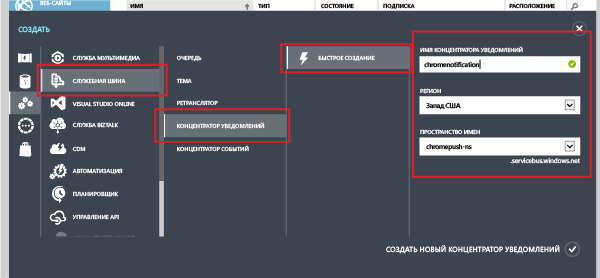 ВЕБ-САЙТЫ
ИМЯ ТИП СОСТОЯНИЕ ПОДПИСКА РАСПОЛОЖЕНИЕ
СОЗДАТЬ
СЛУЖБА МУЛЬТИМЕДИА
СЛУЖЕБНАЯ ШИНА
VISUAL STUDIO ONLINE
СЛУЖБА BIZTALK
CDM
АВТОМАТИЗАЦИЯ
ПЛАНИРОВЩИК
УПРАВЛЕНИЕ API
ОЧЕРЕДЬ
ТЕМА
РЕТРАНСЛЯТОР
КОНЦЕНТРАТОР УВЕДОМЛЕНИЙ
КОНЦЕНТРАТОР СОБЫТИЙ
БЫСТРОЕ СОЗДАНИЕ
ИМЯ КОНЦЕНТРАТОРА УВЕДОМЛЕНИЙ
chromenotification
РЕГИОН
Запад США
ПРОСТРАНСТВО ИМЕН
chromepush-ns
.servicebus.windows.net
СОЗДАТЬ НОВЫЙ КОНЦЕНТРАТОР УВЕДОМЛЕНИЙ